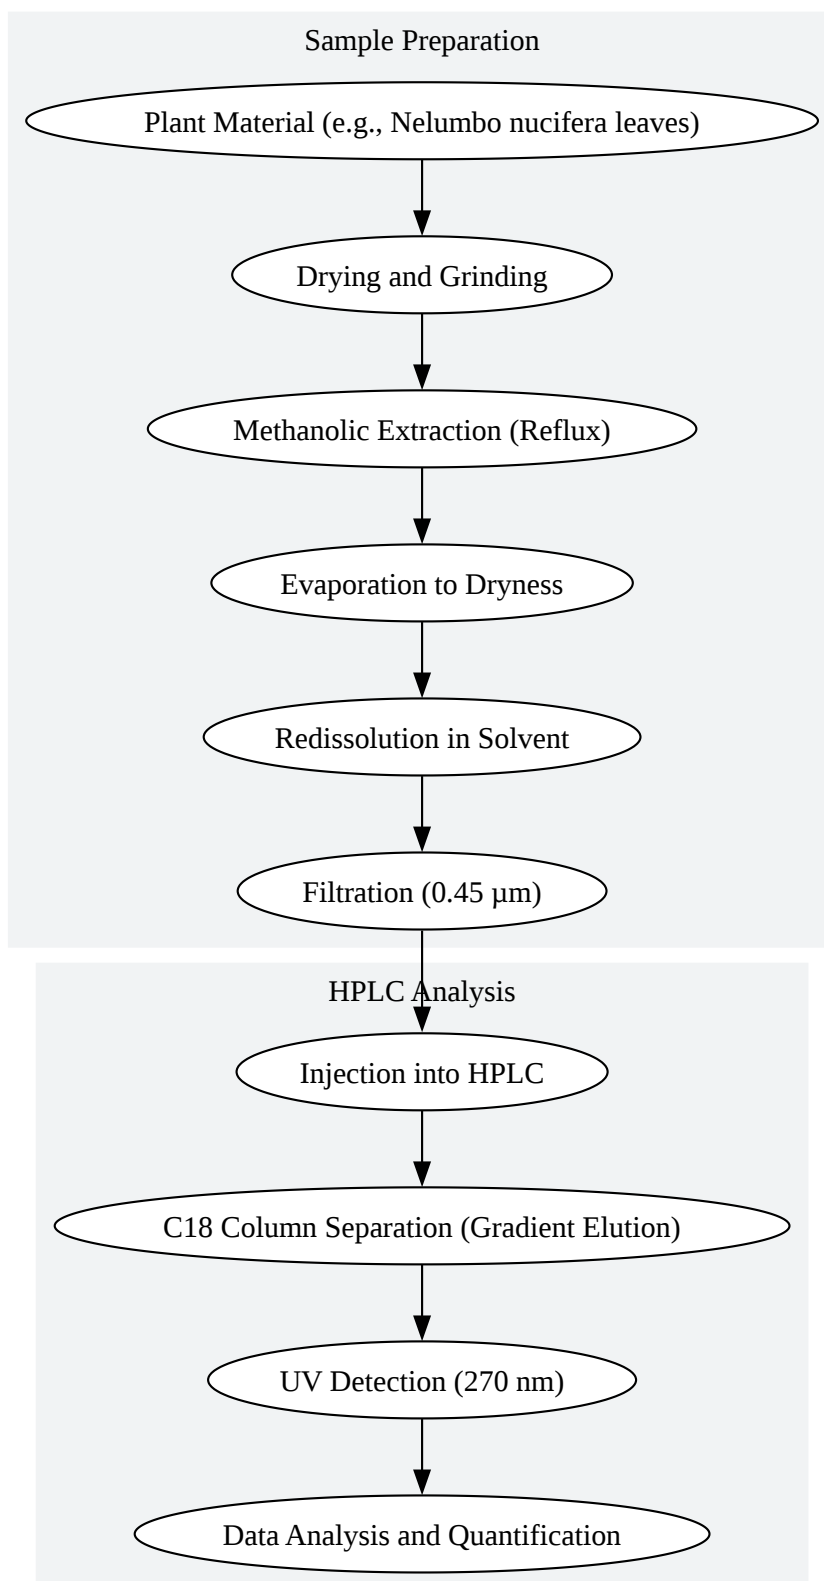 Sample Preparation
Plant Material (e.g., Nelumbo nucifera leaves)
Drying and Grinding
Methanolic Extraction (Reflux)
Evaporation to Dryness
Redissolution in Solvent
Filtration (0.45 µm)
HPLC Analysis
Injection into HPLC
C18 Column Separation (Gradient Elution)
UV Detection (270 nm)
Data Analysis and Quantification